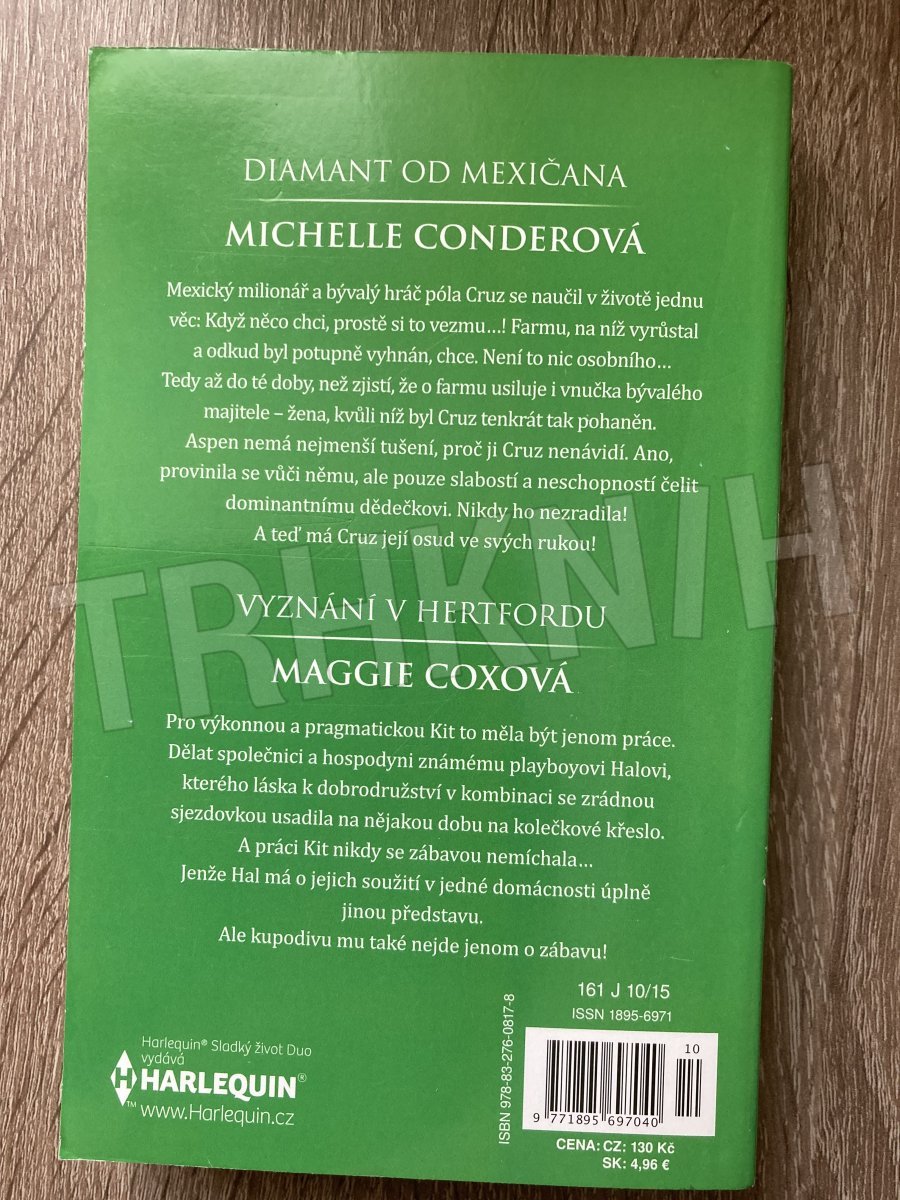 DIAMANT OD MEXIČANA
MICHELLE CONDEROVÁ
Mexický milionář a bývalý hráč póla Cruz se naučil v životě jednu
věc: Když něco chci, prostě si to vezmu…! Farmu, na níž vyrůstal
a odkud byl potupně vyhnán, chce. Není to nic osobního…
Tedy až do té doby, než zjistí, že o farmu usiluje i vnučka bývalého
majitele – žena, kvůli níž byl Cruz tenkrát tak pohaněn.
Aspen nemá nejmenší tušení, proč ji Cruz nenávidí. Ano,
provinila se vůči němu, ale pouze slabostí a neschopností čelit
dominantnímu dědečkovi. Nikdy ho nezradila!
A teď má Cruz její osud ve svých rukou!
TRHKNIH
VYZNÁNÍ V HERTFORDU
MAGGIE COXOVÁ
Pro výkonnou a pragmatickou Kit to měla být jenom práce.
Dělat společnici a hospodyni známému playboyovi Halovi,
kterého láska k dobrodružství v kombinaci se zrádnou
sjezdovkou usadila na nějakou dobu na kolečkové křeslo.
A práci Kit nikdy se zábavou nemíchala…
Jenže Hal má o jejich soužití v jedné domácnosti úplně
jinou představu.
Ale kupodivu mu také nejde jenom o zábavu!
161 J 10/15
ISSN 1895-6971
ISBN 978-83-276-0817-8
10
9 771895 697040
CENA: CZ: 130 Kč
SK: 4,96 €
Harlequin® Sladký život Duo
vydává
H HARLEQUIN®
™ www.Harlequin.cz